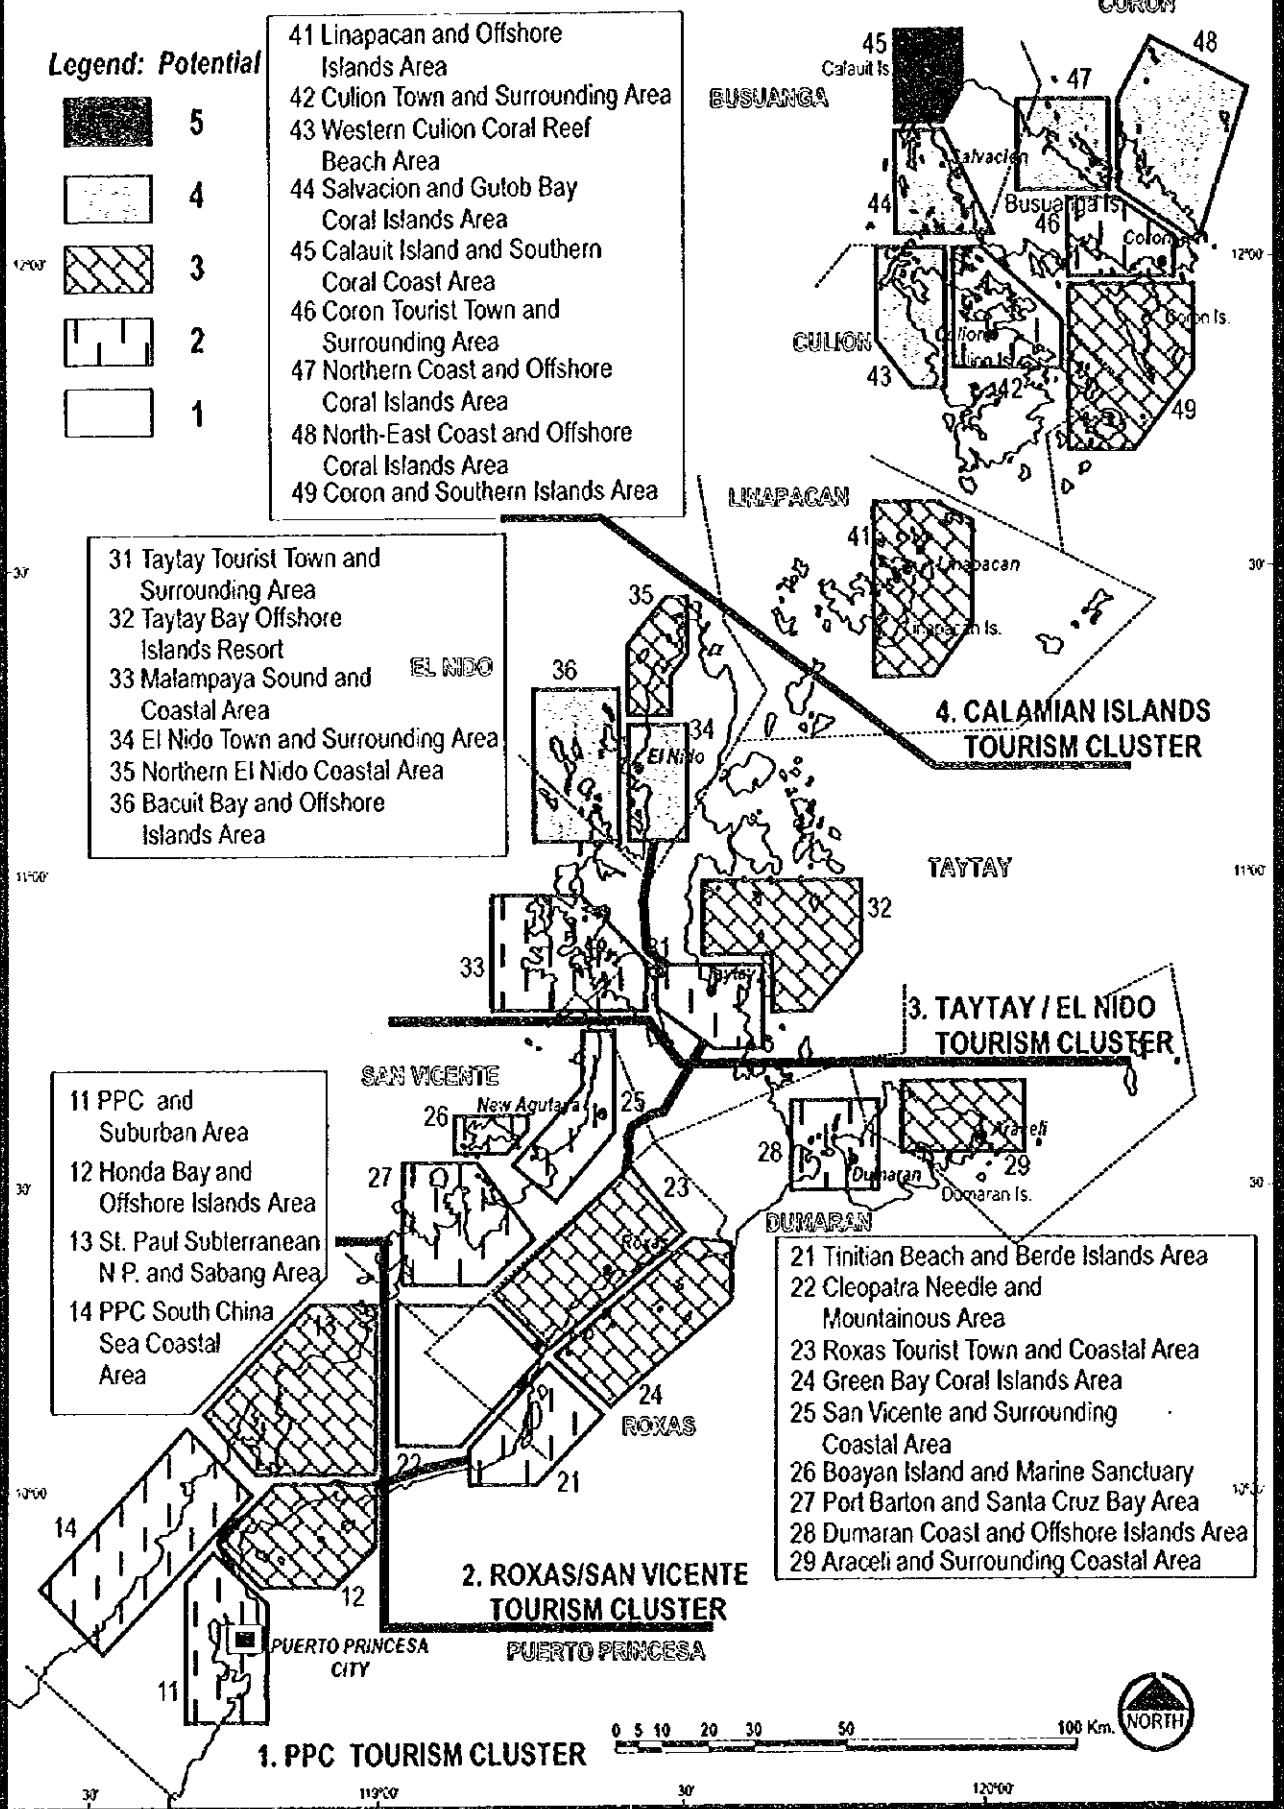 CORON
Legend: Potential
5
4
3
2
1
41 Linapacan and Offshore
Islands Area
42 Culion Town and Surrounding Area
43 Western Culion Coral Reef
Beach Area
44 Salvacion and Gutob Bay
Coral Islands Area
45 Calauit Island and Southern
Coral Coast Area
46 Coron Tourist Town and
Surrounding Area
47 Northern Coast and Offshore
Coral Islands Area
48 North-East Coast and Offshore
Coral Islands Area
49 Coron and Southern Islands Area
45
Calauit Is
BUSUANGA
47
48
Salvacion
44
Busuanga Is
46
Coron
12°00'
12°00'
CULION
Culion
43
42
Coron Is.
49
LINAPACAN
41
Linapacan
Linapacan Is.
30'
30'
31 Taytay Tourist Town and
Surrounding Area
32 Taytay Bay Offshore
Islands Resort
33 Malampaya Sound and
Coastal Area
34 El Nido Town and Surrounding Area
35 Northern El Nido Coastal Area
36 Bacuit Bay and Offshore
Islands Area
EL NIDO
35
36
34
El Nido
4. CALAMIAN ISLANDS
TOURISM CLUSTER
11°00'
11°00'
TAYTAY
32
33
31
Taytay
3. TAYTAY / EL NIDO
TOURISM CLUSTER
SAN VICENTE
New Agutaya
25
26
27
28
Dumaran
29
Araceli
Dumaran Is.
30'
30'
DUMARAN
23
Roxas
11 PPC and
Suburban Area
12 Honda Bay and
Offshore Islands Area
13 St. Paul Subterranean
N P. and Sabang Area
14 PPC South China
Sea Coastal
Area
13
21 Tinitian Beach and Berde Islands Area
22 Cleopatra Needle and
Mountainous Area
23 Roxas Tourist Town and Coastal Area
24 Green Bay Coral Islands Area
25 San Vicente and Surrounding
Coastal Area
26 Boayan Island and Marine Sanctuary
27 Port Barton and Santa Cruz Bay Area
28 Dumaran Coast and Offshore Islands Area
29 Araceli and Surrounding Coastal Area
24
ROXAS
22
21
10°00'
14
12
2. ROXAS/SAN VICENTE
TOURISM CLUSTER
PUERTO PRINCESA
PUERTO PRINCESA
CITY
11
1. PPC TOURISM CLUSTER
0 5 10 20 30 50 100 Km.
NORTH
30'
119°00'
30'
120°00'